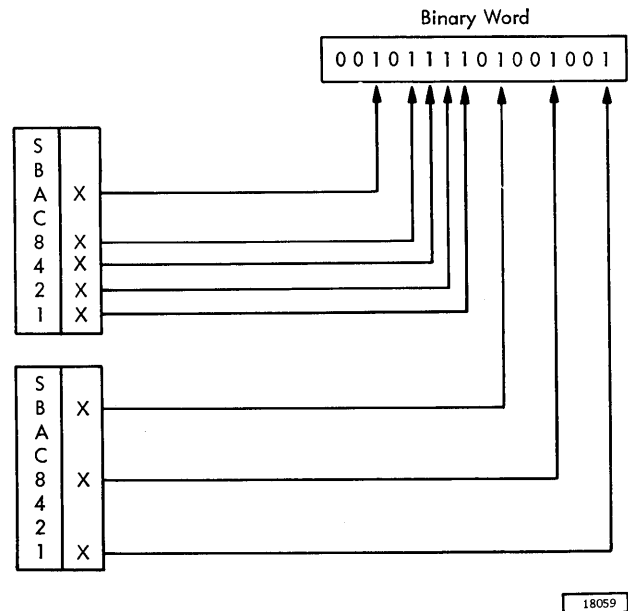 Binary Word
0 0 1 0 1 1 1 1 0 1 0 0 1 0 0 1
S
B
A X
C
8 X
4 X
2 X
1 X
S
B X
A
C
8 X
4
2
1 X
18059